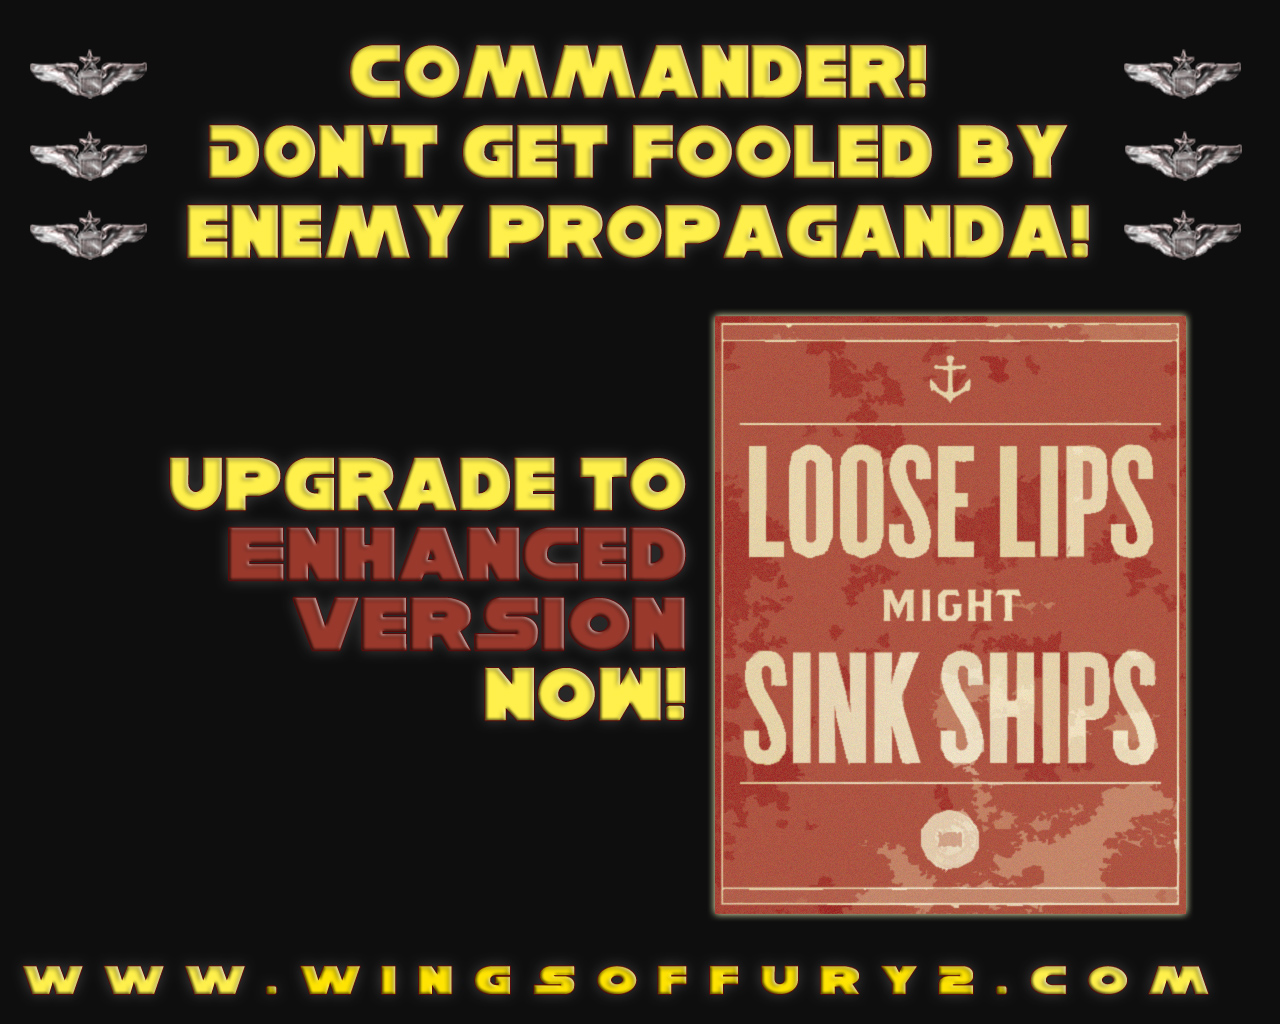 COMMANDER!
DON'T GET FOOLED BY
ENEMY PROPAGANDA!
UPGRADE TO
ENHANCED
VERSION
NOW!
LOOSE LIPS
MIGHT
SINK SHIPS
WWW.WINGSOFFURY2.COM